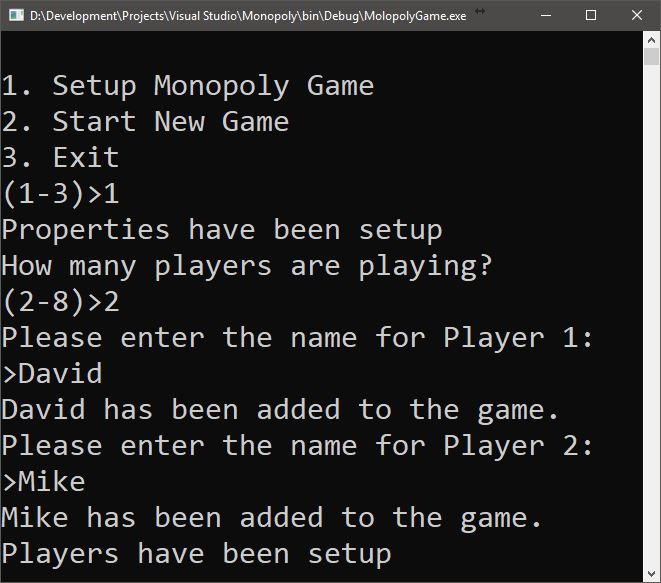 D:\Development\Projects\Visual Studio\Monopoly\bin\Debug\MolopolyGame.exe
1. Setup Monopoly Game
2. Start New Game
3. Exit
(1-3)>1
Properties have been setup
How many players are playing?
(2-8)>2
Please enter the name for Player 1:
>David
David has been added to the game.
Please enter the name for Player 2:
>Mike
Mike has been added to the game.
Players have been setup